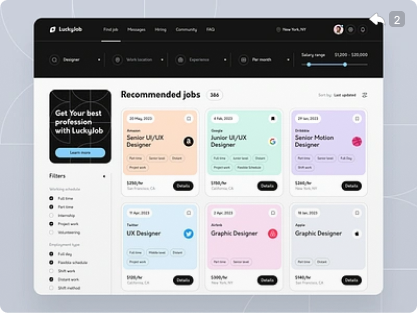 2
LuckyJob
Find job
Messages
Hiring
Community
FAQ
New York, NY
Designer
Work location
Experience
Per month
Salary range
$1,200 - $20,000
Get Your best
profession
with LuckyJob
Learn more
Recommended jobs
386
Sort by: Last updated
Filters
Working schedule
Full time
Part time
Internship
Project work
Volunteering
Employment type
Full day
Flexible schedule
Shift work
Distant work
Shift method
20 May, 2023
Amazon
Senior UI/UX
Designer
Part time
Senior level
Distant
Project work
$250/hr
San Francisco, CA
Details
4 Feb, 2023
Google
Junior UI/UX
Designer
Full time
Junior level
Distant
Project work
Flexible Schedule
$150/hr
California, CA
Details
29 Jan, 2023
Dribbble
Senior Motion
Designer
Part time
Senior level
Full Day
Shift work
$260/hr
New York, NY
Details
11 Apr, 2023
Twitter
UX Designer
Full time
Middle level
Distant
Project work
$120/hr
California, CA
Details
2 Apr, 2023
Airbnb
Graphic Designer
$300/hr
New York, NY
Details
18 Jan, 2023
Apple
Graphic Designer
$140/hr
San Francisco, CA
Details